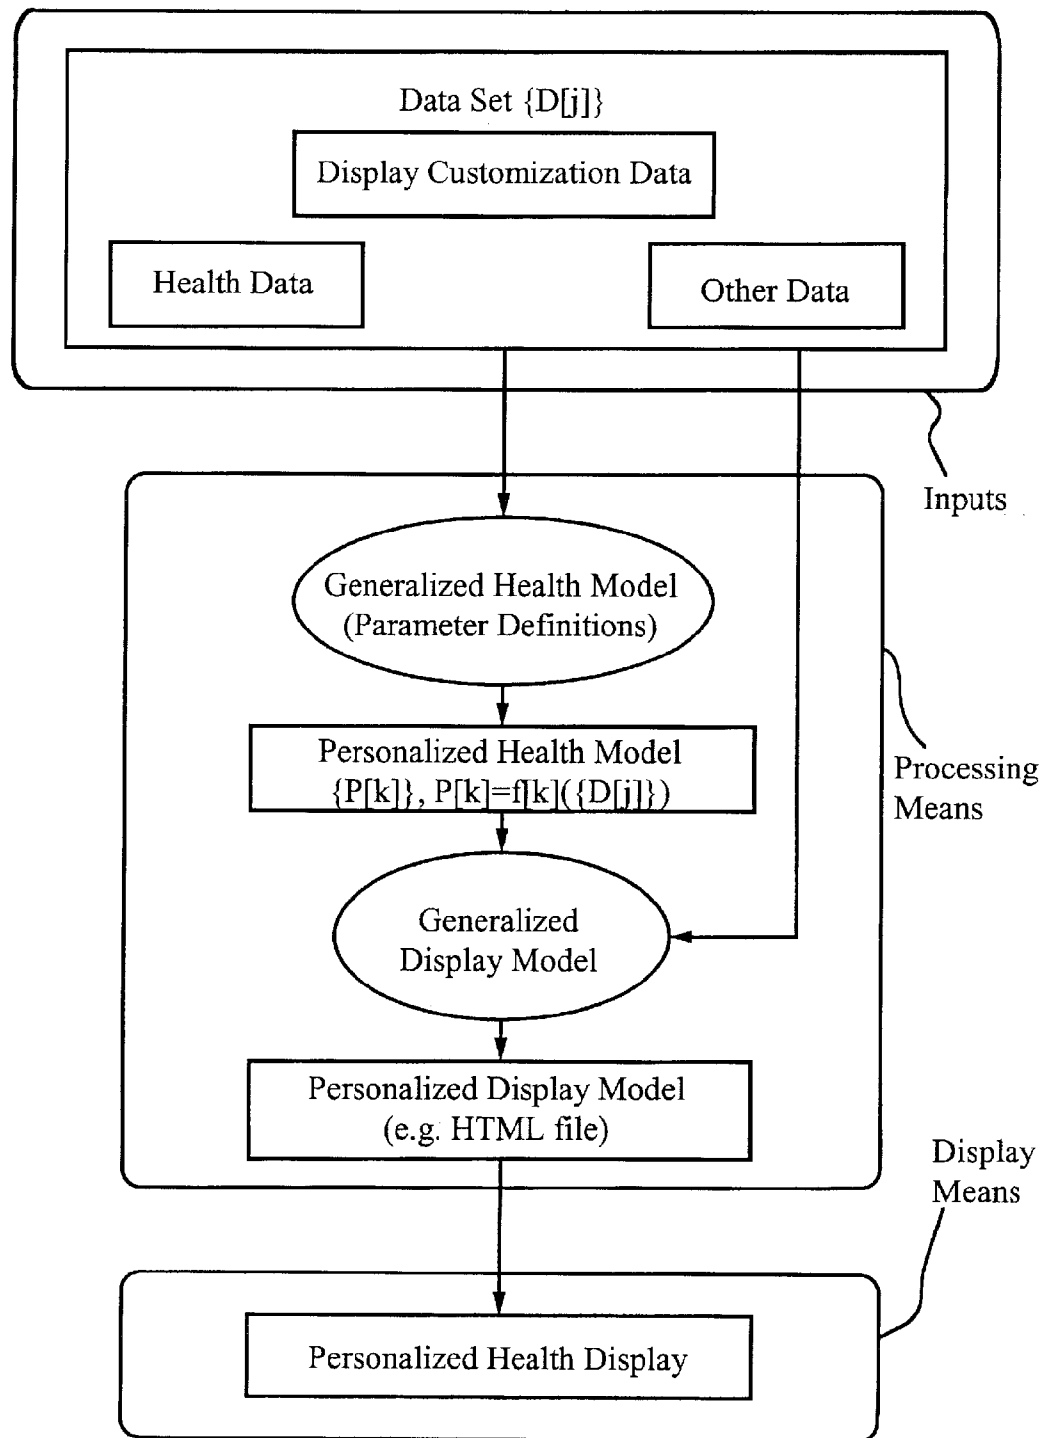 Data Set {D[j]}
Display Customization Data
Health Data
Other Data
Inputs
Generalized Health Model
(Parameter Definitions)
Personalized Health Model
{P[k]}, P[k]=f[k]({D[j]})
Processing
Means
Generalized
Display Model
Personalized Display Model
(e.g. HTML file)
Display
Means
Personalized Health Display